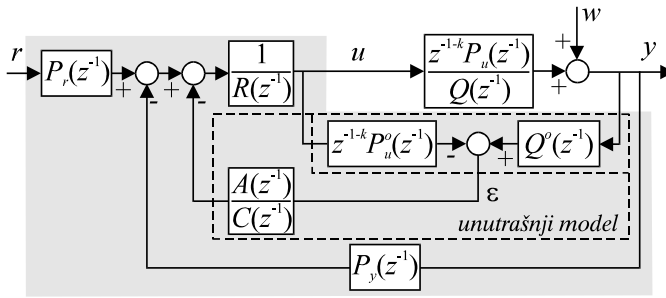 w
r
P_r(z^{-1})
+
-
+
-
1
R(z^{-1})
u
z^{-1-k}P_u(z^{-1})
Q(z^{-1})
+
+
y
z^{-1-k}P_u^o(z^{-1})
-
+
Q^o(z^{-1})
A(z^{-1})
C(z^{-1})
ε
unutrašnji model
P_y(z^{-1})